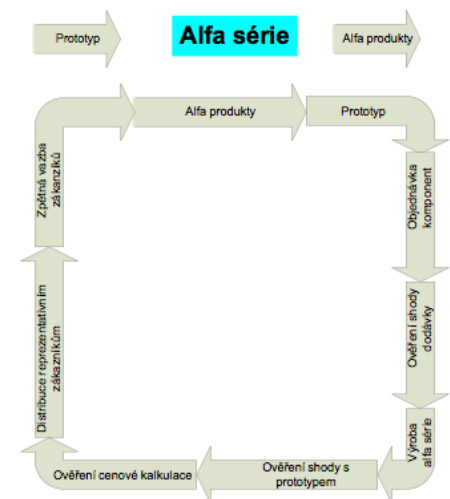 Prototyp
Alfa série
Alfa produkty
Alfa produkty
Prototyp
Objednávka
komponent
Ověření shody
dodávky
Výroba
alfa série
Ověření shody s
prototypem
Ověření cenové kalkulace
Distribuce reprezentativním
zákazníkům
Zpětná vazba
zákanzíků